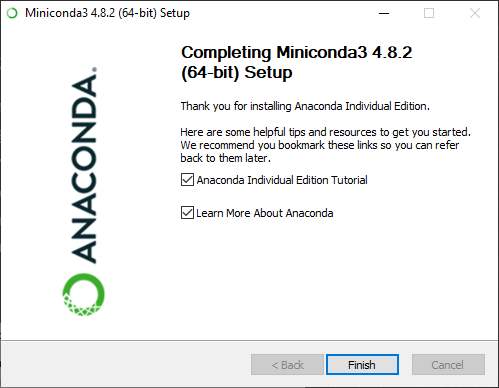 Miniconda3 4.8.2 (64-bit) Setup
Completing Miniconda3 4.8.2
(64-bit) Setup
Thank you for installing Anaconda Individual Edition.
Here are some helpful tips and resources to get you started.
We recommend you bookmark these links so you can refer
back to them later.
Anaconda Individual Edition Tutorial
Learn More About Anaconda
ANACONDA.
< Back
Finish
Cancel